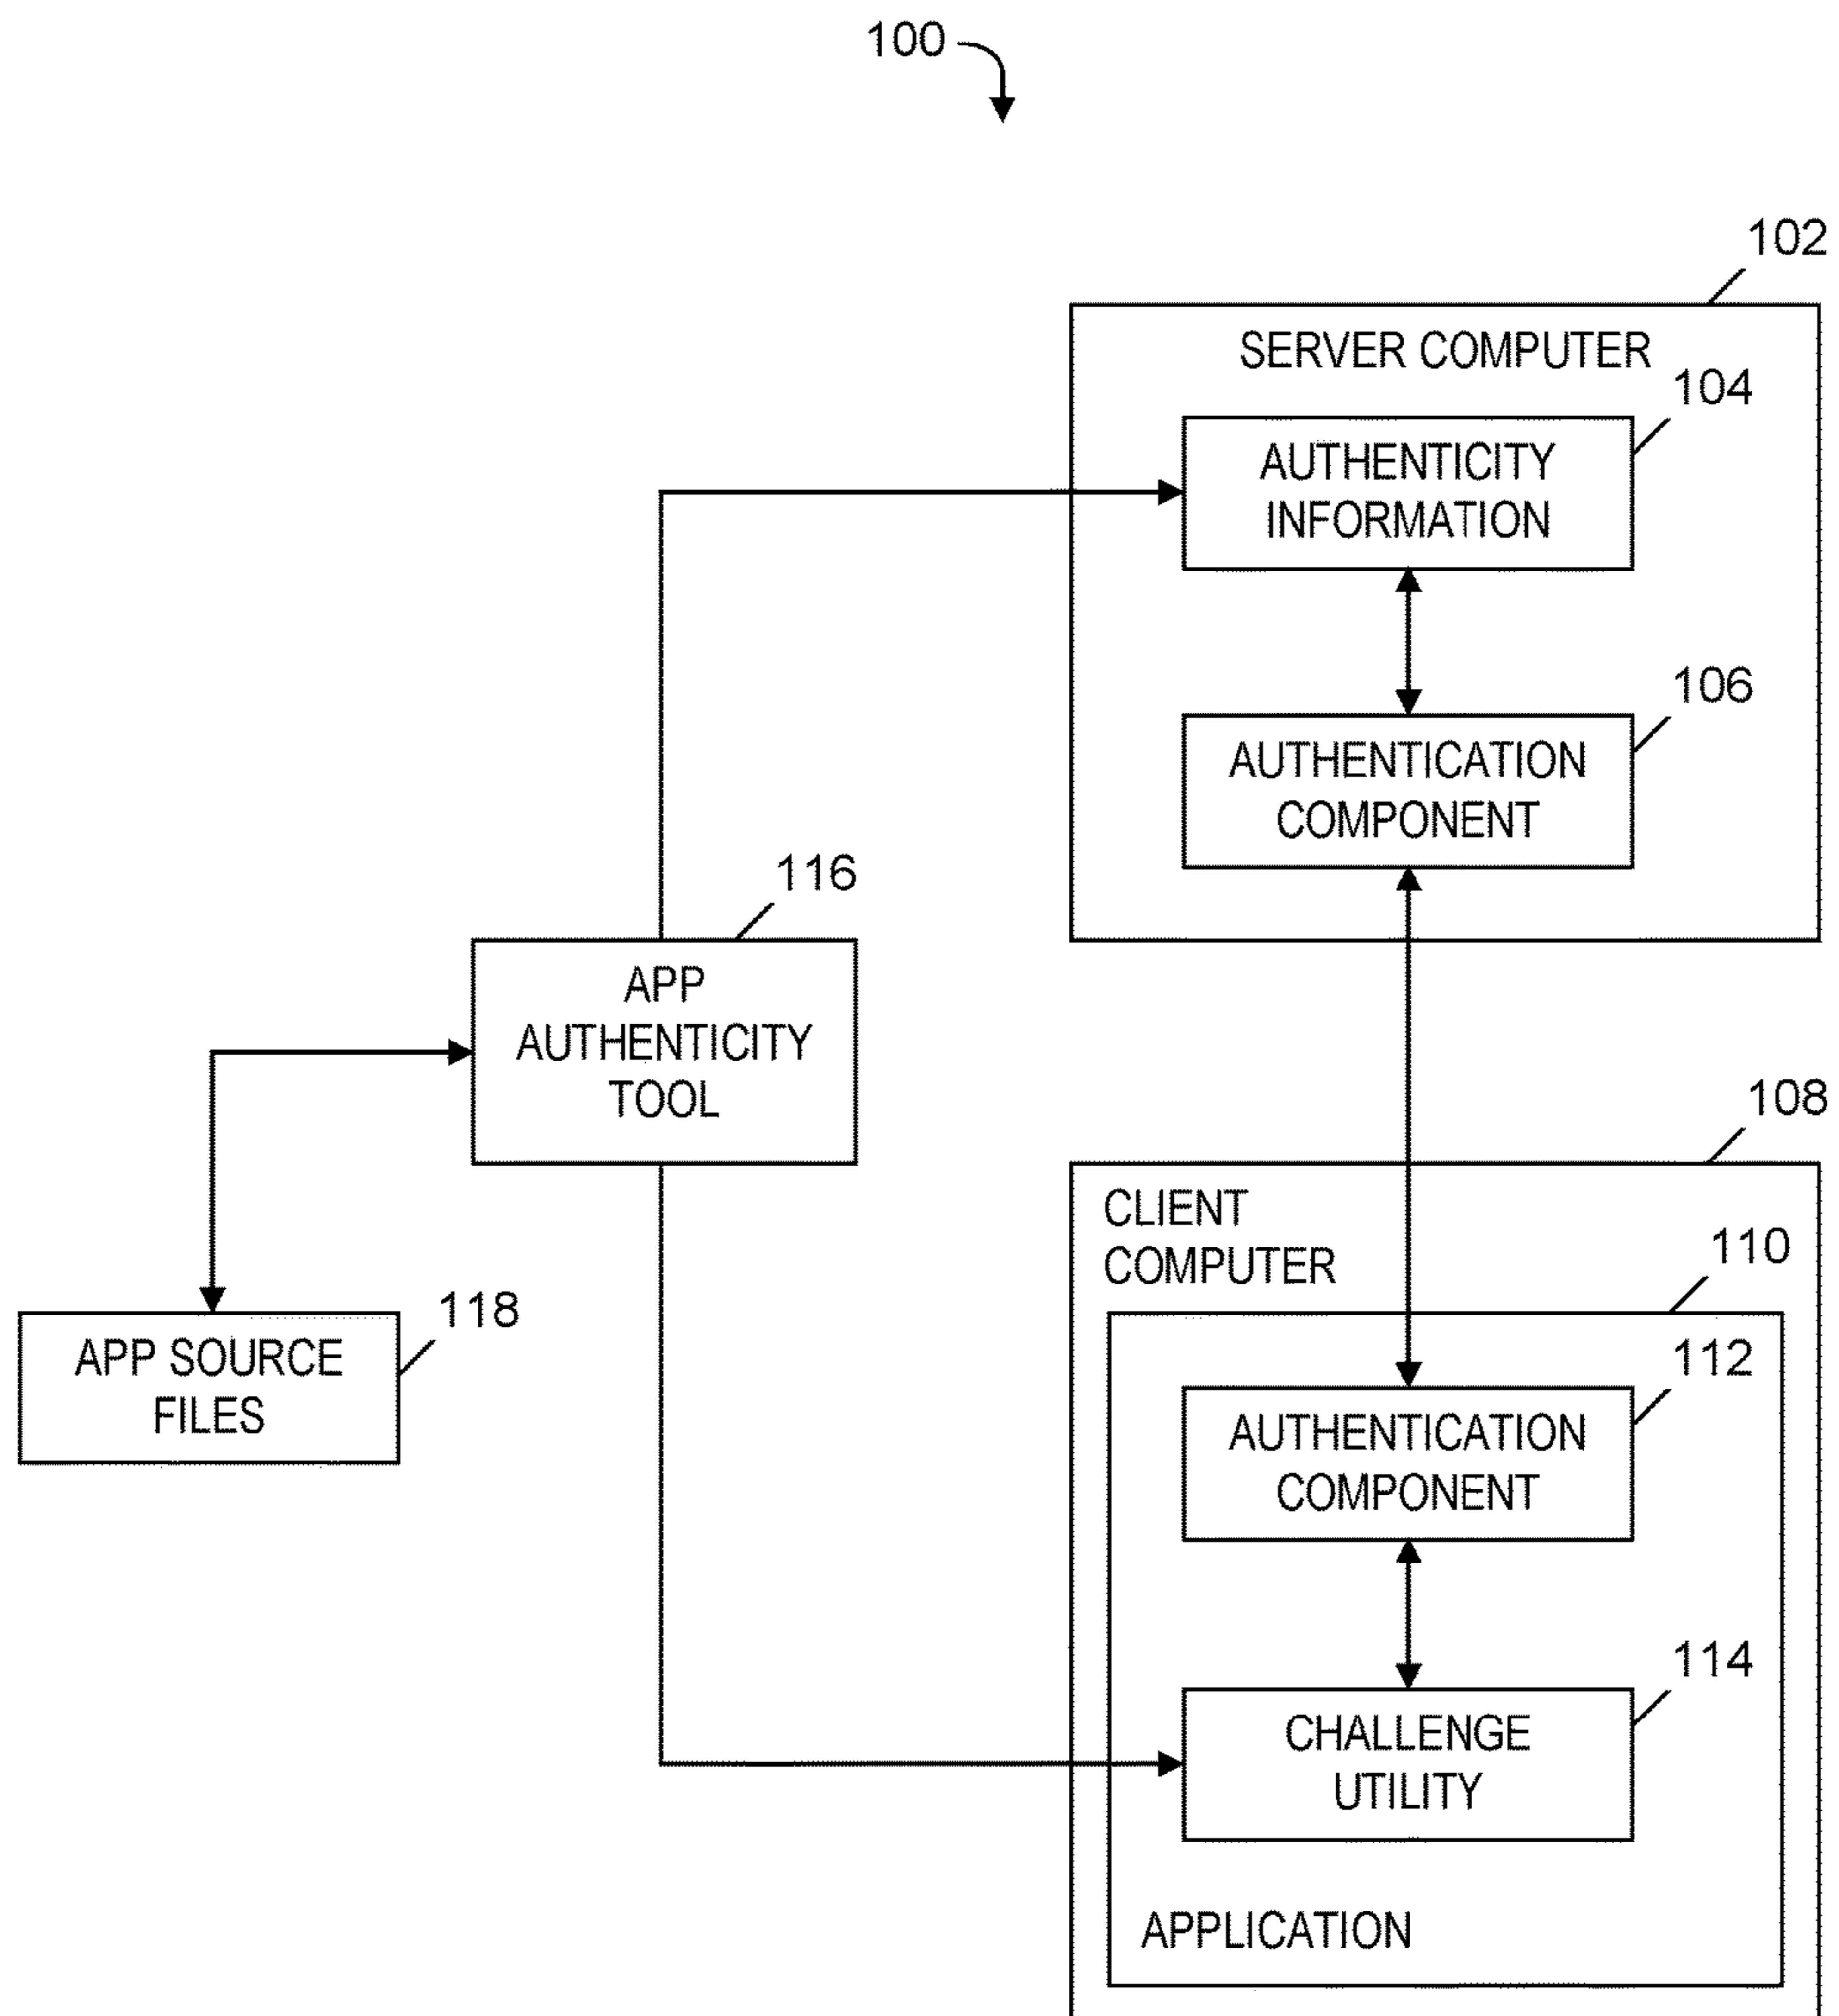 100
102
SERVER COMPUTER
104
AUTHENTICITY
INFORMATION
106
AUTHENTICATION
COMPONENT
116
APP
AUTHENTICITY
TOOL
108
CLIENT
COMPUTER
110
118
APP SOURCE
FILES
112
AUTHENTICATION
COMPONENT
114
CHALLENGE
UTILITY
APPLICATION